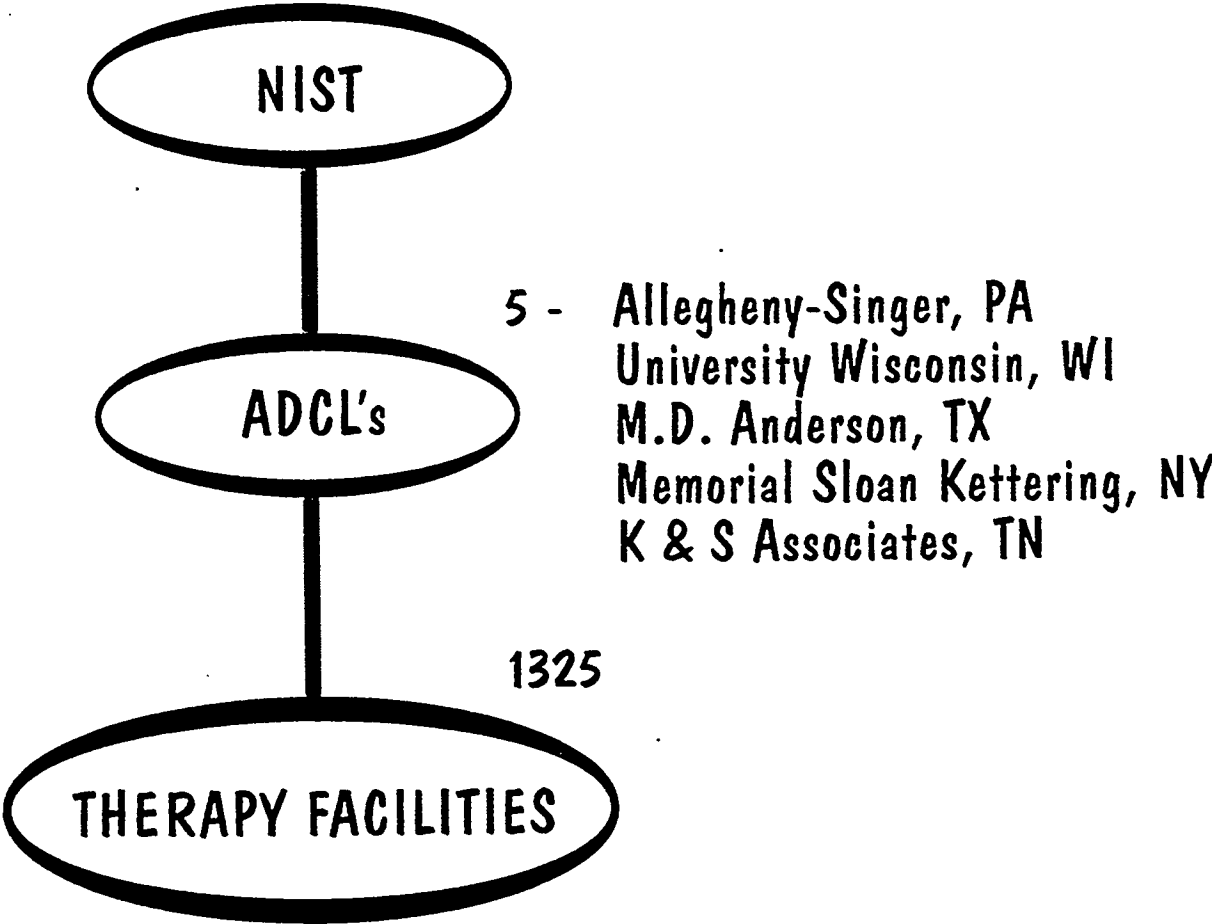 NIST
5 - Allegheny-Singer, PA
University Wisconsin, WI
ADCL's
M.D. Anderson, TX
Memorial Sloan Kettering, NY
K & S Associates, TN
1325
THERAPY FACILITIES